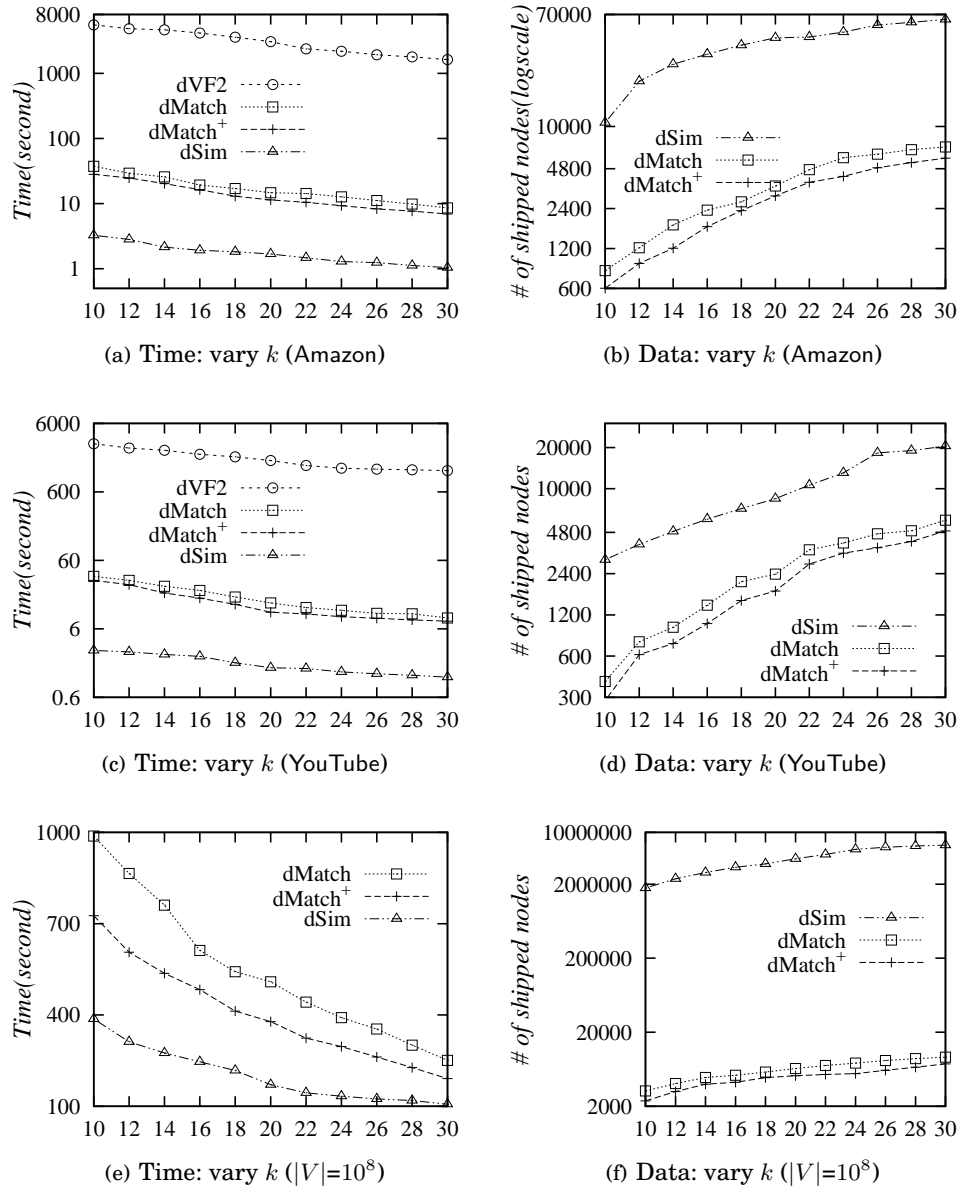 8000
1000
100
10
1
Time(second)
dVF2
dMatch
dMatch+
dSim
10 12 14 16 18 20 22 24 26 28 30
(a) Time: vary k (Amazon)
70000
10000
4800
2400
1200
600
# of shipped nodes(logscale)
dSim
dMatch
dMatch+
10 12 14 16 18 20 22 24 26 28 30
(b) Data: vary k (Amazon)
6000
600
60
6
0.6
Time(second)
dVF2
dMatch
dMatch+
dSim
10 12 14 16 18 20 22 24 26 28 30
(c) Time: vary k (YouTube)
20000
10000
4800
2400
1200
600
300
# of shipped nodes
dSim
dMatch
dMatch+
10 12 14 16 18 20 22 24 26 28 30
(d) Data: vary k (YouTube)
1000
700
400
100
Time(second)
dMatch
dMatch+
dSim
10 12 14 16 18 20 22 24 26 28 30
(e) Time: vary k (|V|=10⁸)
10000000
2000000
200000
20000
2000
# of shipped nodes
dSim
dMatch
dMatch+
10 12 14 16 18 20 22 24 26 28 30
(f) Data: vary k (|V|=10⁸)